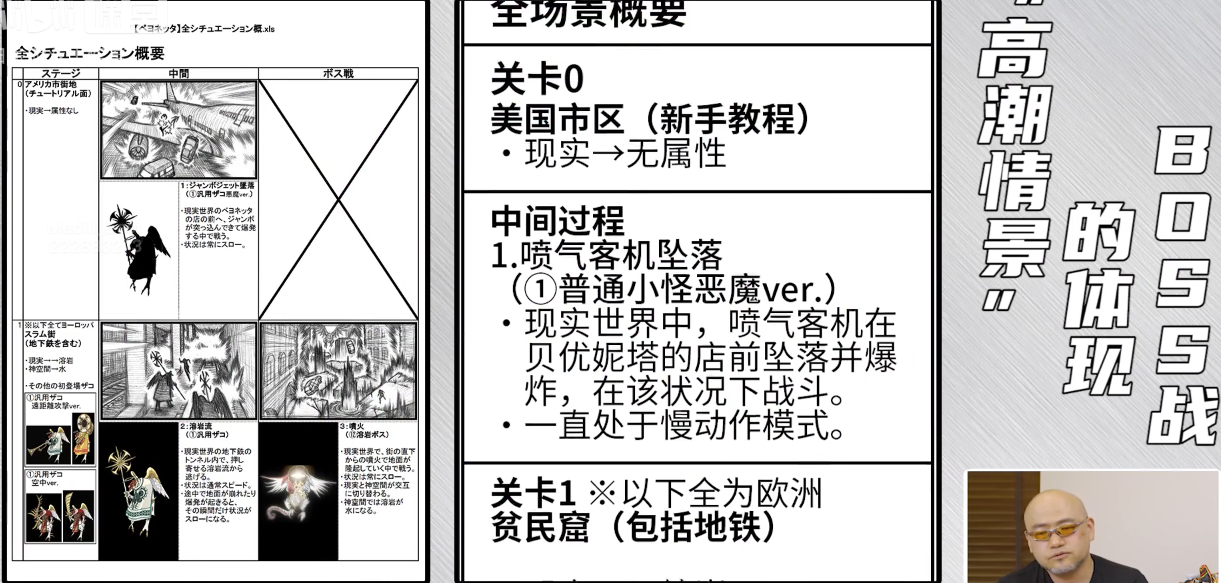 【ベヨネッタ】全シチュエーション概.xls
全シチュエーション概要
ステージ
中間
ボス戦
0
アメリカ市街地
(チュートリアル面)
・現実→属性なし
1:ジャンボジェット墜落
(①汎用ザコ悪魔ver.)
・現実世界のベヨネッタ
の店の前へ、ジャンボ
が突っ込んできて爆発
する中で戦う。
・状況は常にスロー。
1
※以下全てヨーロッパ
スラム街
(地下鉄を含む)
・現実→→溶岩
・神空間→水
・その他の初登場ザコ
①汎用ザコ
遠距離攻撃ver.
①汎用ザコ
空中ver.
2:溶岩流
(①汎用ザコ)
・現実世界の地下鉄の
トンネル内で、押し
寄せる溶岩流から
逃げる。
・状況は通常スピード。
・途中で地面が崩れたり
爆発が起きると、
その瞬間だけ状況が
スローになる。
3:噴火
(⑫溶岩ボス)
・現実世界で、街の直下
からの噴火で地面が
隆起していく中で戦う。
・状況は常にスロー。
・現実と神空間が交互
に切り替わる。
・神空間では溶岩が
水になる。
全场景概要
关卡0
美国市区（新手教程）
・现实→无属性
中间过程
1.喷气客机坠落
（①普通小怪恶魔ver.）
・现实世界中，喷气客机在
贝优妮塔的店前坠落并爆
炸，在该状况下战斗。
・一直处于慢动作模式。
关卡1 ※以下全为欧洲
贫民窟（包括地铁）
BOSS战
的体现
“高潮情景”